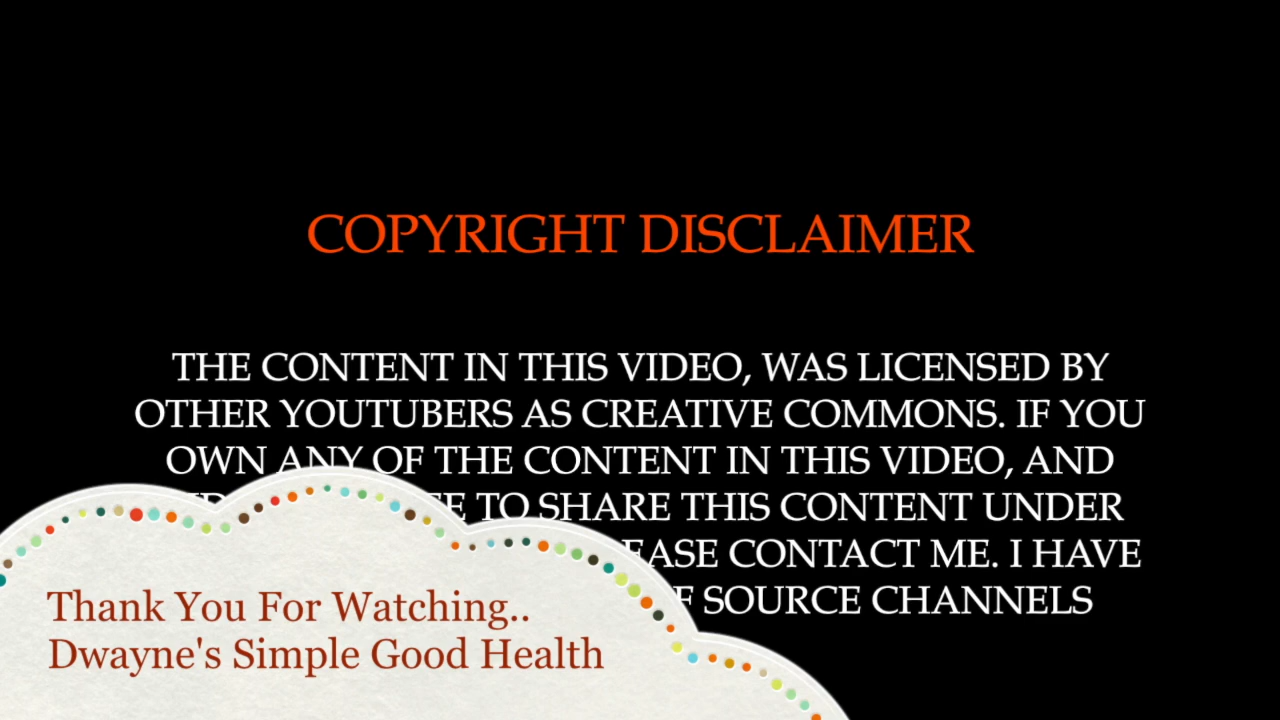 COPYRIGHT DISCLAIMER
THE CONTENT IN THIS VIDEO, WAS LICENSED BY
OTHER YOUTUBERS AS CREATIVE COMMONS. IF YOU
OWN ANY OF THE CONTENT IN THIS VIDEO, AND
TO SHARE THIS CONTENT UNDER
CONTACT ME. I HAVE
SOURCE CHANNELS
Thank You For Watching..
Dwayne's Simple Good Health